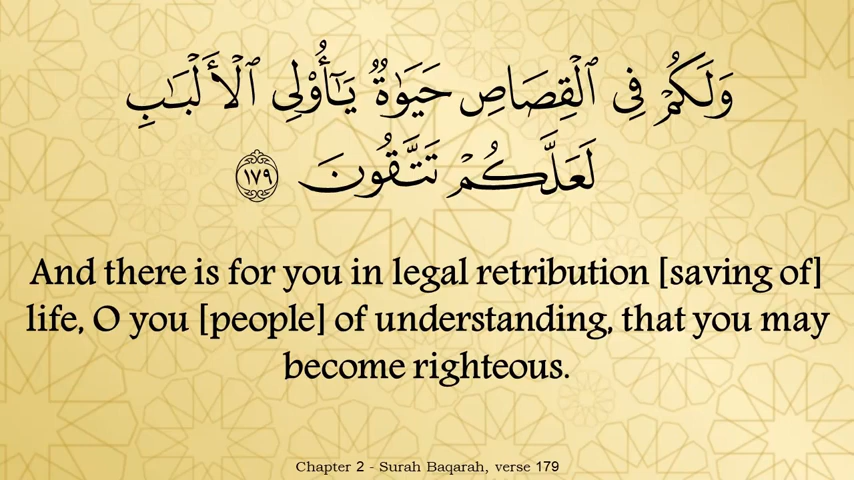 وَلَكُمْ فِى ٱلْقِصَاصِ حَيَوٰةٌ يَـٰٓأُو۟لِى ٱلْأَلْبَـٰبِ
لَعَلَّكُمْ تَتَّقُونَ ١٧٩
And there is for you in legal retribution [saving of]
life, O you [people] of understanding, that you may
become righteous.
Chapter 2 - Surah Baqarah, verse 179